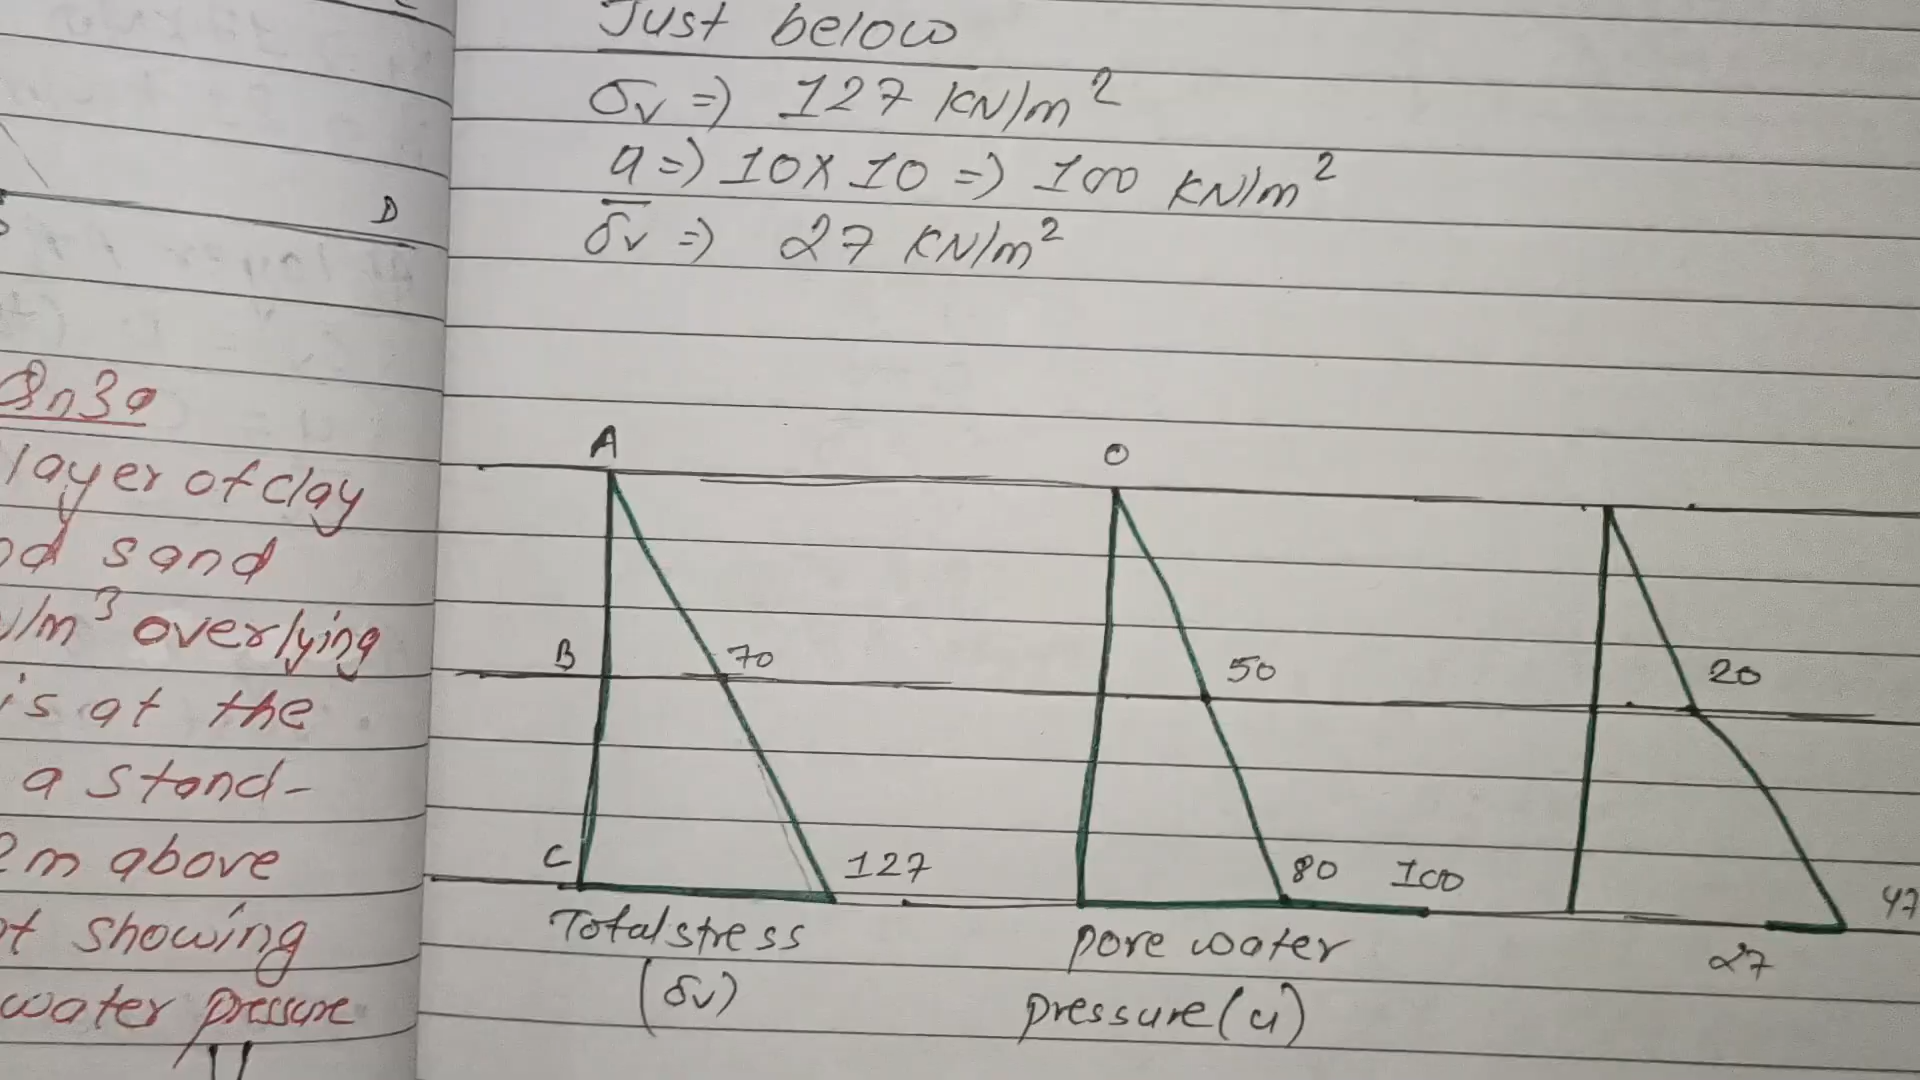 D
Qn30
layer of clay
sand
/m³ overlying
is at the
a stand-
2m above
showing
water pressure
Just below
σv => 127 KN/m²
u => 10 x 10 => 100 KN/m²
σ̅v => 27 KN/m²
A
O
B
70
50
20
C
127
80
100
47
27
Total stress
(σv)
pore water
pressure (u)